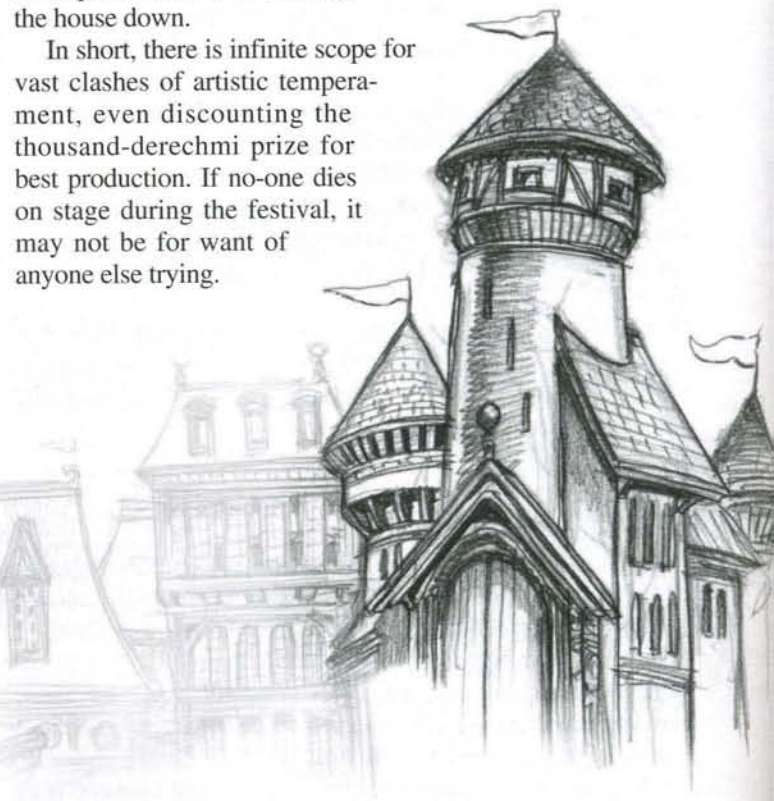 the house down.
In short, there is infinite scope for
vast clashes of artistic tempera-
ment, even discounting the
thousand-derechmi prize for
best production. If no-one dies
on stage during the festival, it
may not be for want of
anyone else trying.